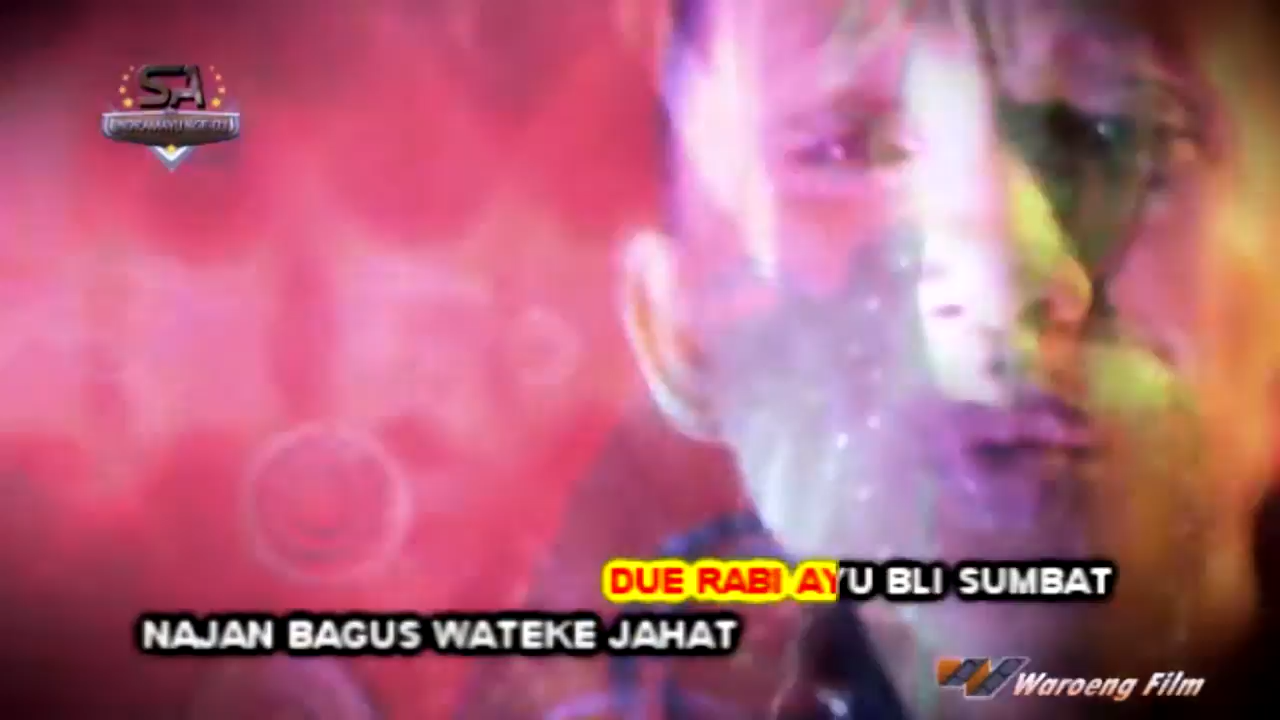 SA
DUE RABI AYU BLI SUMBAT
NAJAN BAGUS WATEKE JAHAT
Waroeng Film